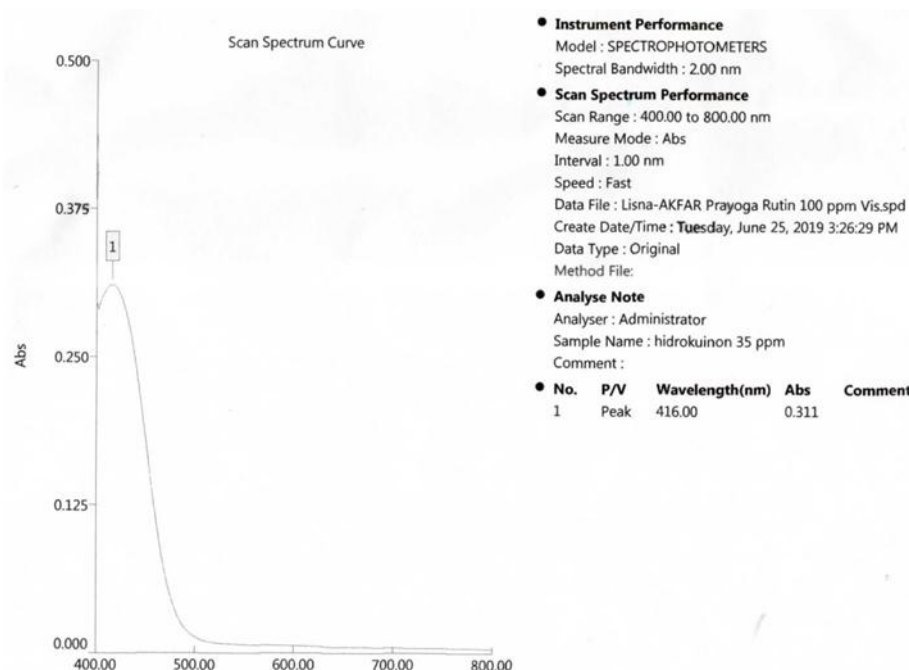 Scan Spectrum Curve
0.500
0.375
1
Abs
0.250
0.125
0.000
400.00 500.00 600.00 700.00 800.00
● Instrument Performance
Model : SPECTROPHOTOMETERS
Spectral Bandwidth : 2.00 nm
● Scan Spectrum Performance
Scan Range : 400.00 to 800.00 nm
Measure Mode : Abs
Interval : 1.00 nm
Speed : Fast
Data File : Lisna-AKFAR Prayoga Rutin 100 ppm Vis.spd
Create Date/Time : Tuesday, June 25, 2019 3:26:29 PM
Data Type : Original
Method File:
● Analyse Note
Analyser : Administrator
Sample Name : hidrokuinon 35 ppm
Comment :
● No. P/V Wavelength(nm) Abs Comment
1 Peak 416.00 0.311